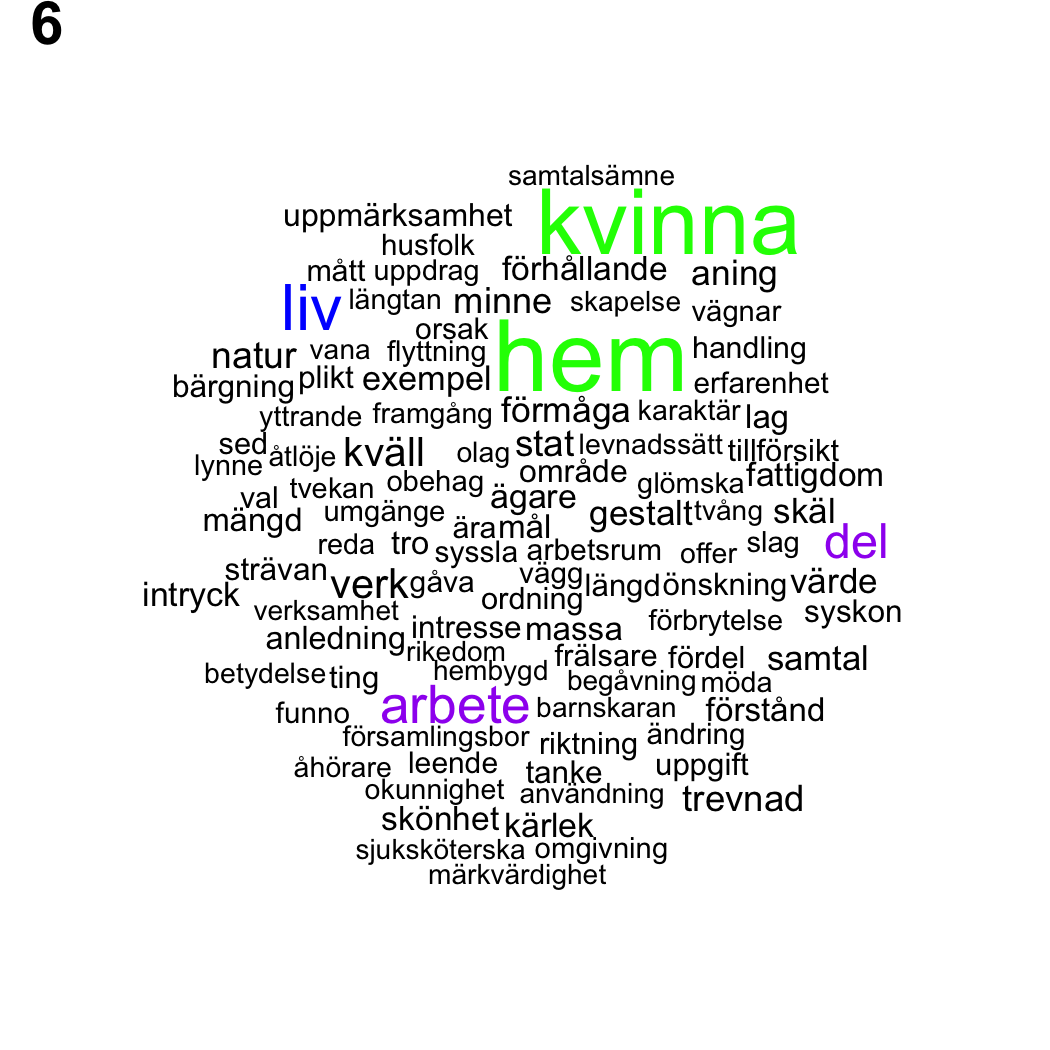 6
samtalsämne
uppmärksamhet kvinna
husfolk
mått uppdrag förhållande aning
liv längtan minne skapelse vägnar
orsak
natur vana flyttning hem handling
bärgning plikt exempel erfarenhet
yttrande framgång förmåga karaktär lag
sed åtlöje kväll olag stat levnadssätt tillförsikt
lynne obehag område glömska fattigdom
val tvekan ägare
mängd umgänge ära mål gestalt tvång skäl
reda tro syssla arbetsrum offer slag del
strävan verk gåva vägg längd önskning värde
intryck ordning
verksamhet förbrytelse syskon
anledning intresse massa
rikedom frälsare fördel samtal
betydelse ting hembygd begåvning möda
funno arbete barnskaran förstånd
församlingsbor riktning ändring
åhörare leende tanke uppgift
okunnighet användning trevnad
skönhet kärlek
sjuksköterska omgivning
märkvärdighet